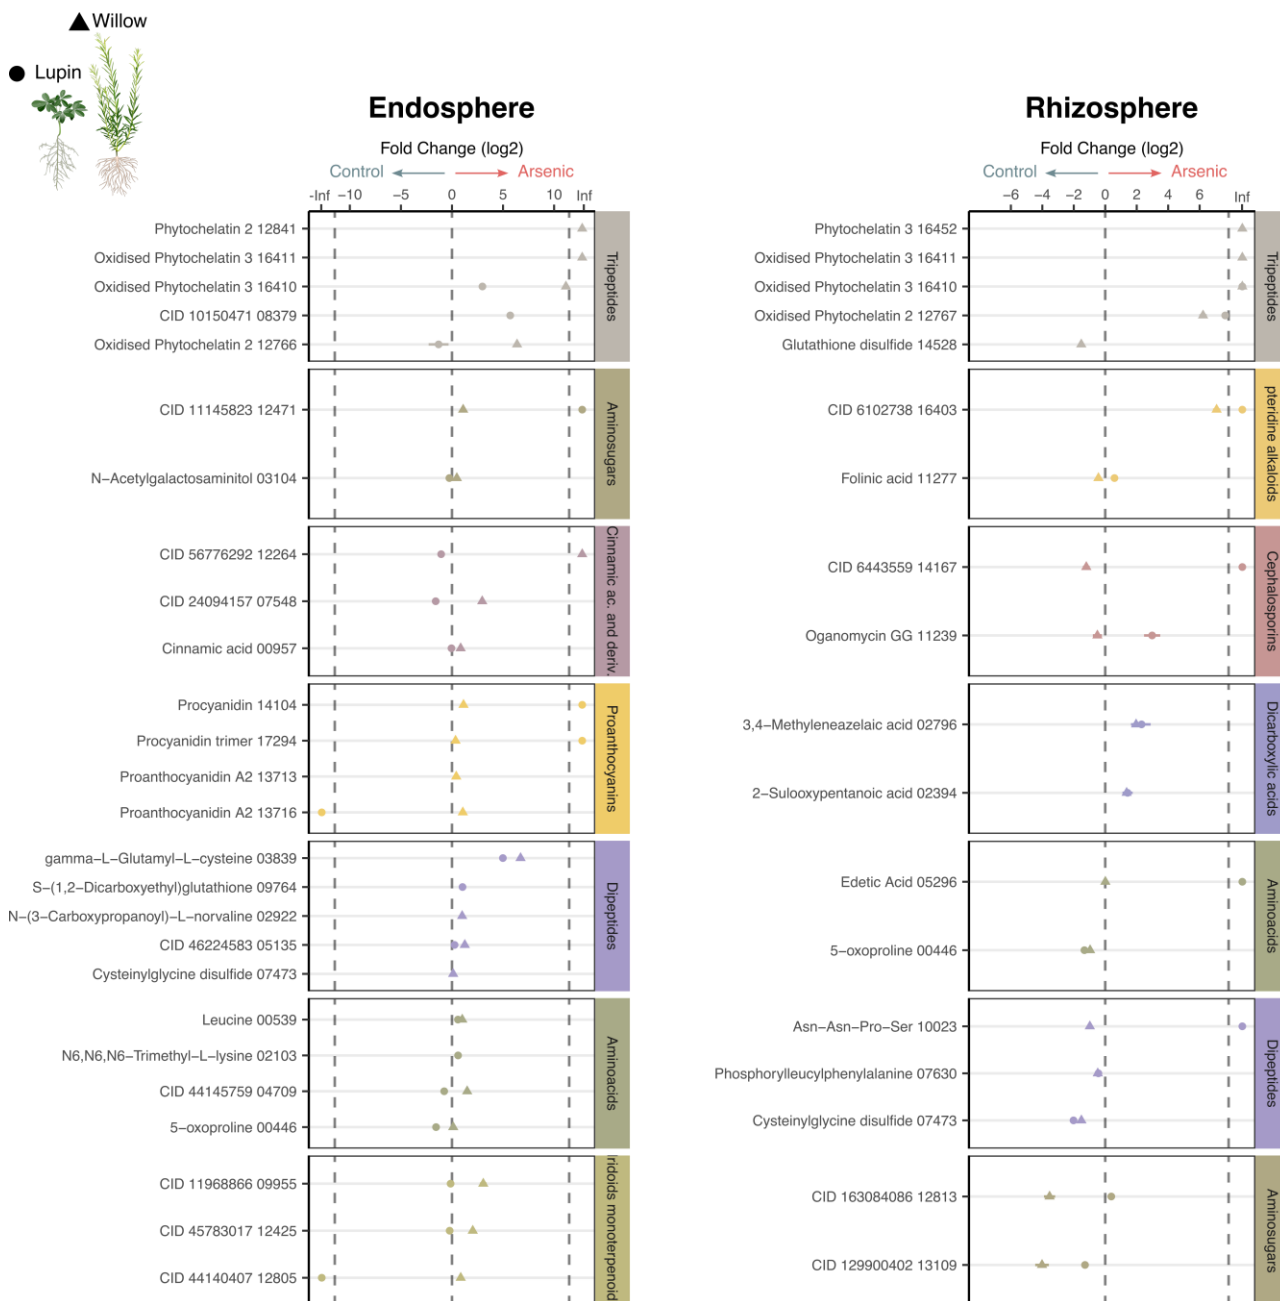 Willow
Lupin
Endosphere
Fold Change (log2)
Control
Arsenic
-Inf
−10
−5
0
5
10
Inf
Phytochelatin 2 12841
Oxidised Phytochelatin 3 16411
Oxidised Phytochelatin 3 16410
CID 10150471 08379
Oxidised Phytochelatin 2 12766
Tripeptides
CID 11145823 12471
N−Acetylgalactosaminitol 03104
Aminosugars
CID 56776292 12264
CID 24094157 07548
Cinnamic acid 00957
Cinnamic ac. and deriv.
Procyanidin 14104
Procyanidin trimer 17294
Proanthocyanidin A2 13713
Proanthocyanidin A2 13716
Proanthocyanins
gamma−L−Glutamyl−L−cysteine 03839
S−(1,2−Dicarboxyethyl)glutathione 09764
N−(3−Carboxypropanoyl)−L−norvaline 02922
CID 46224583 05135
Cysteinylglycine disulfide 07473
Dipeptides
Leucine 00539
N6,N6,N6−Trimethyl−L−lysine 02103
CID 44145759 04709
5−oxoproline 00446
Aminoacids
CID 11968866 09955
CID 45783017 12425
CID 44140407 12805
Iridoids monoterpenoid
Rhizosphere
Fold Change (log2)
Control
Arsenic
−6
−4
−2
0
2
4
6
Inf
Phytochelatin 3 16452
Oxidised Phytochelatin 3 16411
Oxidised Phytochelatin 3 16410
Oxidised Phytochelatin 2 12767
Glutathione disulfide 14528
Tripeptides
CID 6102738 16403
Folinic acid 11277
pteridine alkaloids
CID 6443559 14167
Oganomycin GG 11239
Cephalosporins
3,4−Methyleneazelaic acid 02796
2−Sulooxypentanoic acid 02394
Dicarboxylic acids
Edetic Acid 05296
5−oxoproline 00446
Aminoacids
Asn−Asn−Pro−Ser 10023
Phosphorylleucylphenylalanine 07630
Cysteinylglycine disulfide 07473
Dipeptides
CID 163084086 12813
CID 129900402 13109
Aminosugars